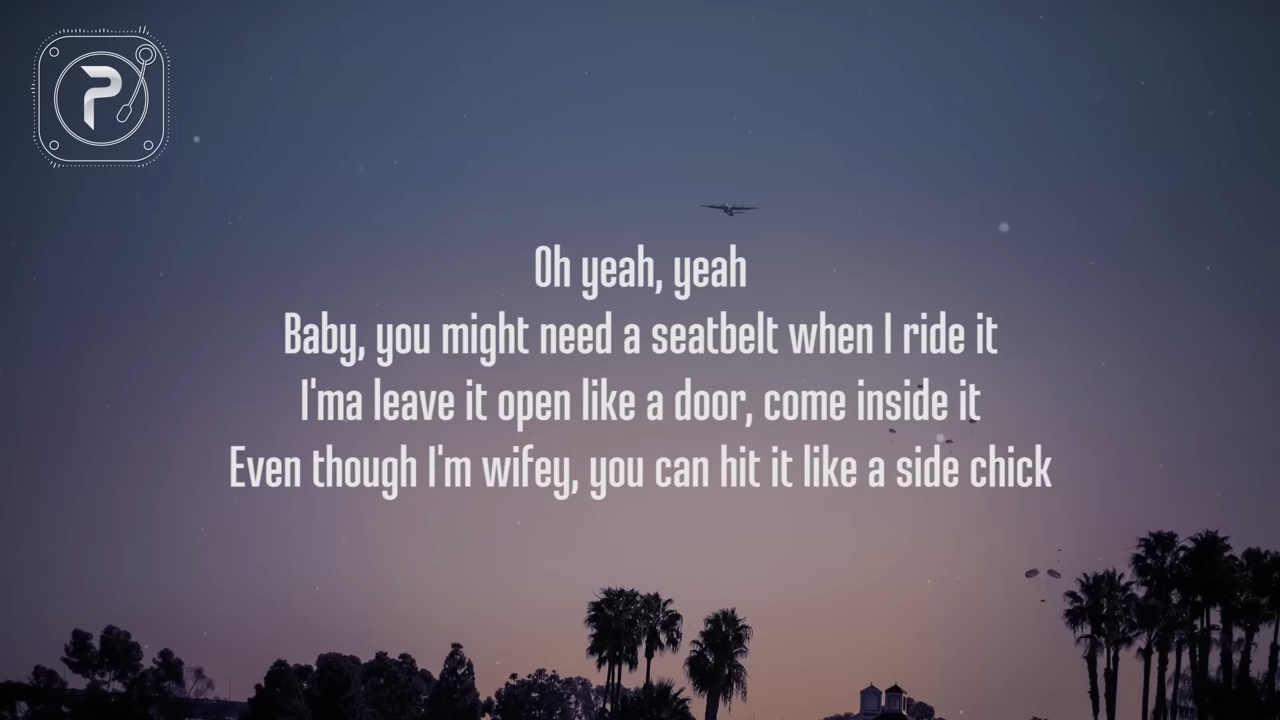 P
Oh yeah, yeah
Baby, you might need a seatbelt when I ride it
I'ma leave it open like a door, come inside it
Even though I'm wifey, you can hit it like a side chick